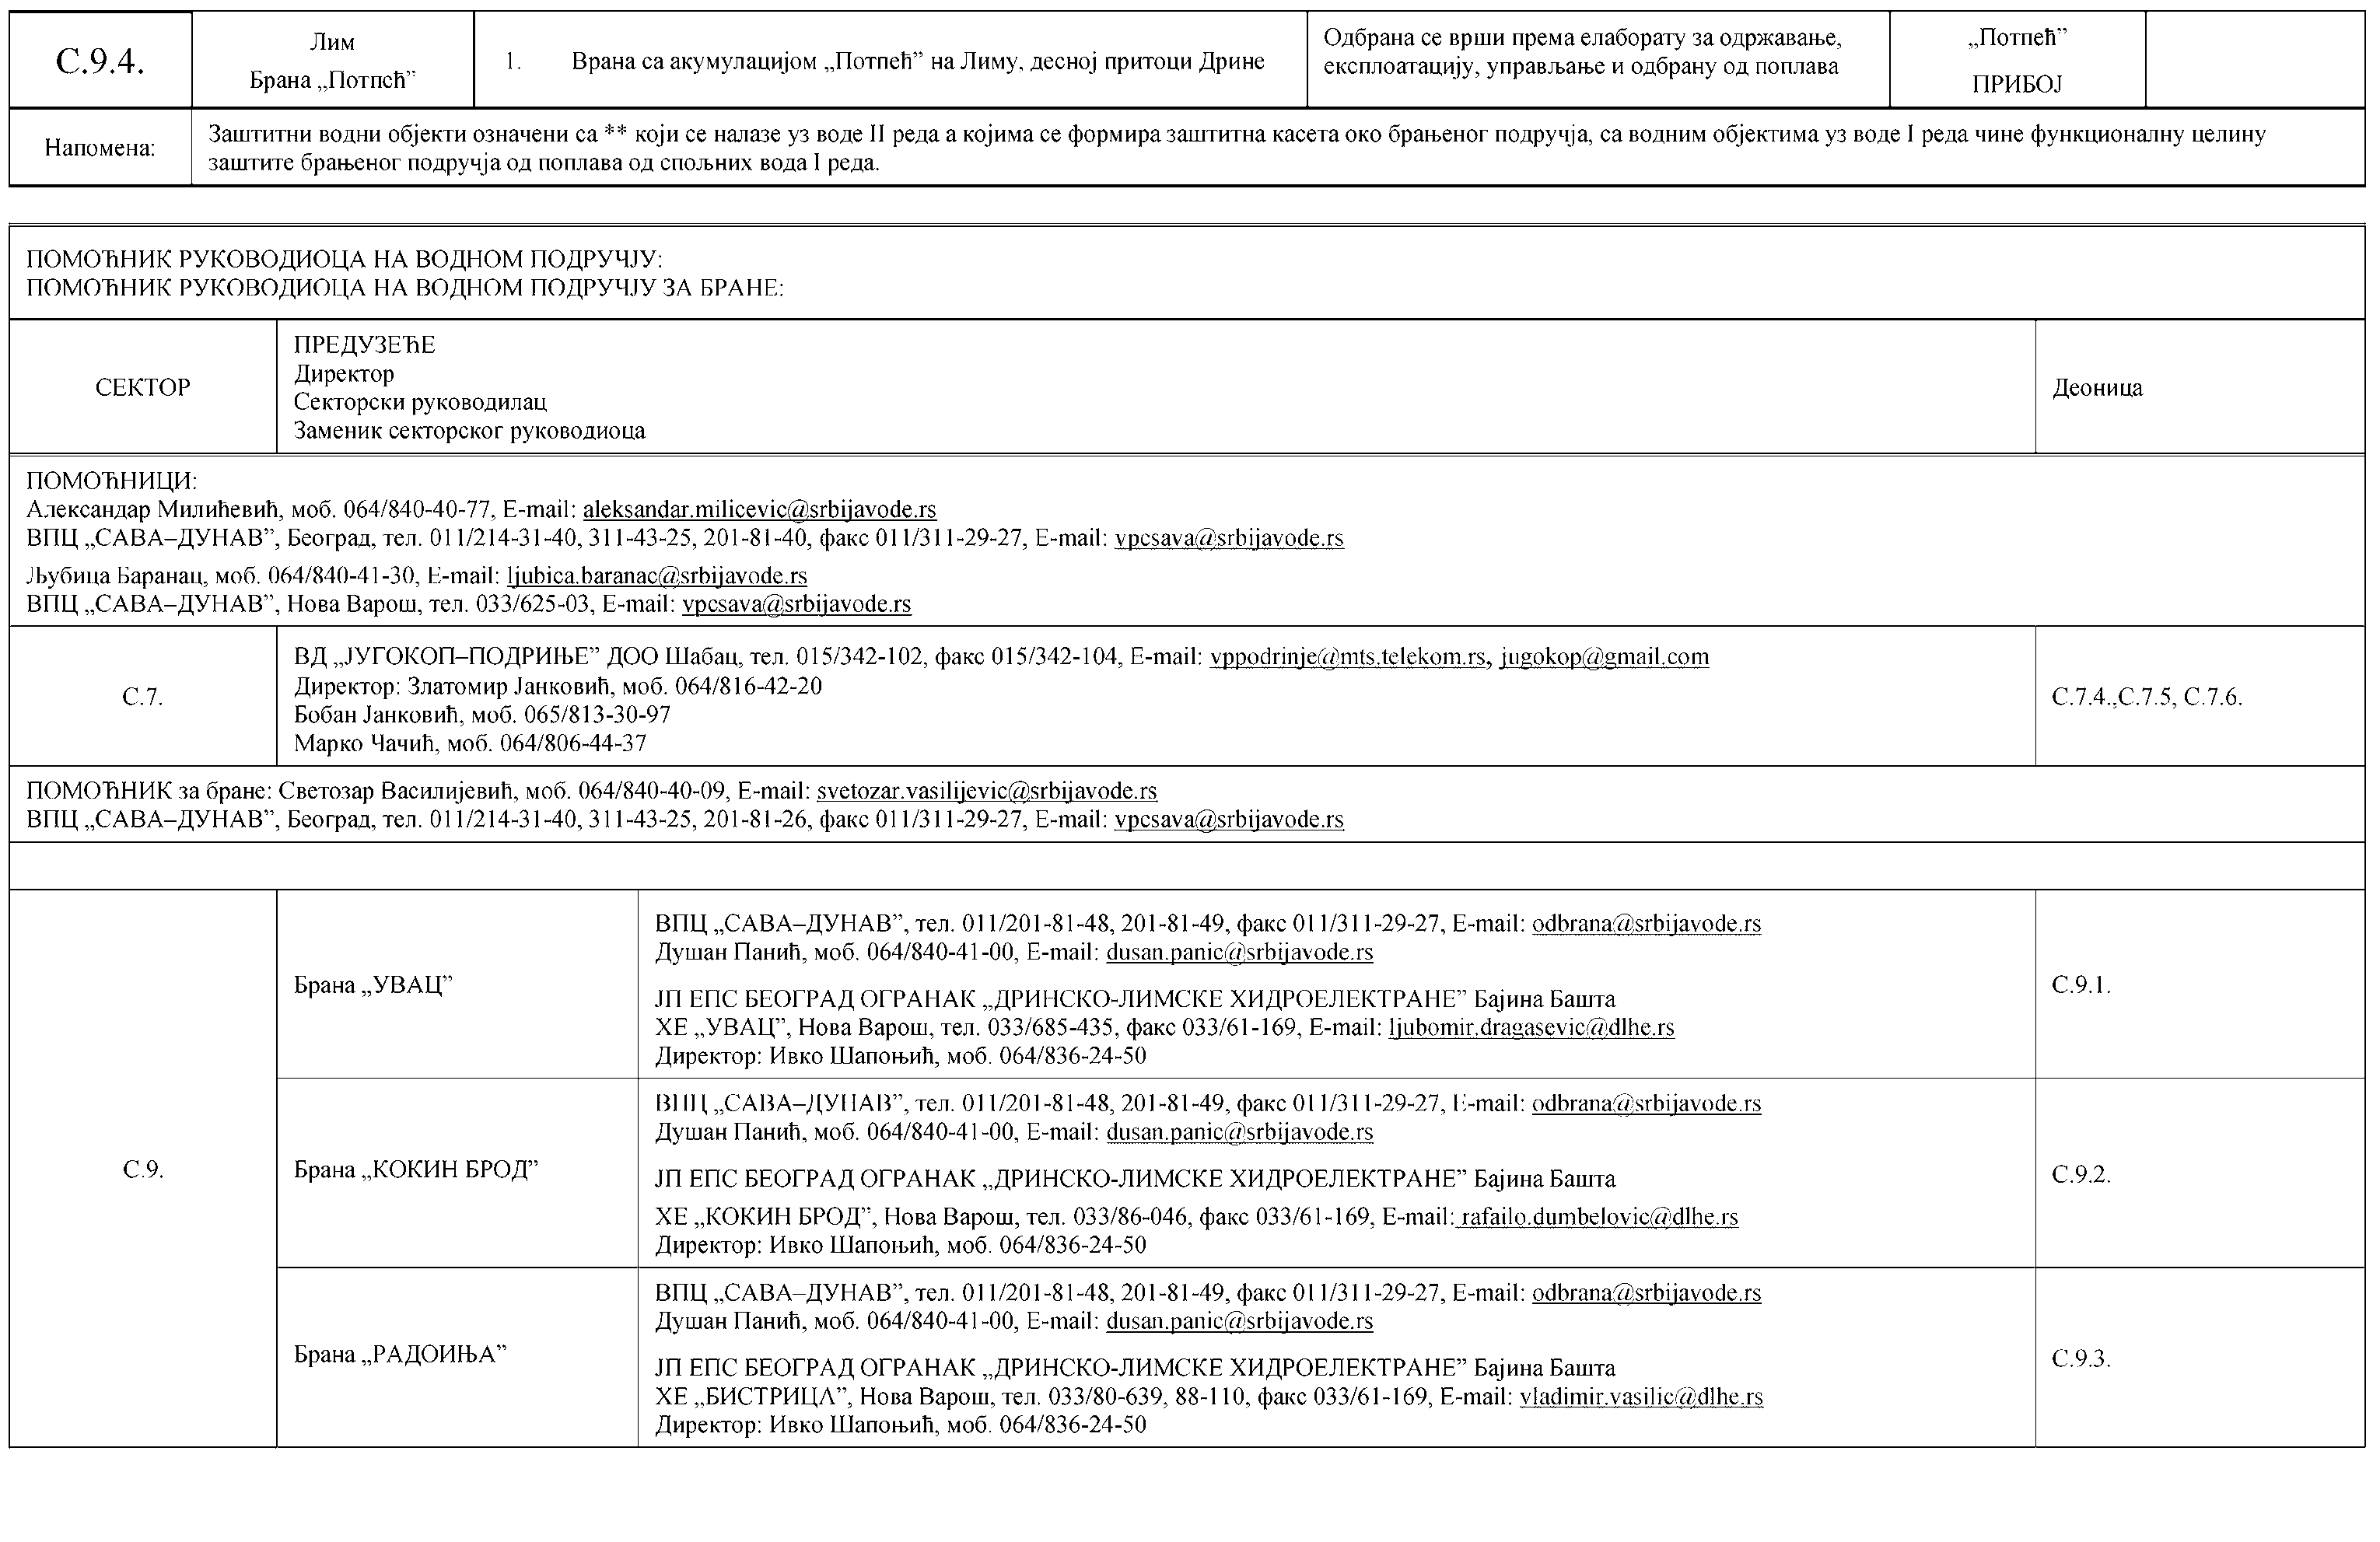 С.9.4.
Лим
Брана „Потпећ”
1. Врана са акумулацијом „Потпећ” на Лиму, десној притоци Дрине
Одбрана се врши према елаборату за одржавање,
експлоатацију, управљање и одбрану од поплава
„Потпећ”
ПРИБОЈ
Напомена:
Заштитни водни објекти означени са ** који се налазе уз воде II реда а којима се формира заштитна касета око брањеног подручја, са водним објектима уз воде I реда чине функционалну целину
заштите брањеног подручја од поплава од спољних вода I реда.
ПОМОЋНИК РУКОВОДИОЦА НА ВОДНОМ ПОДРУЧЈУ:
ПОМОЋНИК РУКОВОДИОЦА НА ВОДНОМ ПОДРУЧЈУ ЗА БРАНЕ:
СЕКТОР
ПРЕДУЗЕЋЕ
Директор
Секторски руководилац
Заменик секторског руководиоца
Деоница
ПОМОЋНИЦИ:
Александар Милићевић, моб. 064/840-40-77, E-mail: aleksandar.milicevic@srbijavode.rs
ВПЦ „САВА–ДУНАВ”, Београд, тел. 011/214-31-40, 311-43-25, 201-81-40, факс 011/311-29-27, E-mail: vpcsava@srbijavode.rs
Љубица Баранац, моб. 064/840-41-30, E-mail: ljubica.baranac@srbijavode.rs
ВПЦ „САВА–ДУНАВ”, Нова Варош, тел. 033/625-03, E-mail: vpcsava@srbijavode.rs
С.7.
ВД „ЈУГОКОП–ПОДРИЊЕ” ДОО Шабац, тел. 015/342-102, факс 015/342-104, E-mail: vppodrinje@mts.telekom.rs, jugokop@gmail.com
Директор: Златомир Јанковић, моб. 064/816-42-20
Бобан Јанковић, моб. 065/813-30-97
Марко Чачић, моб. 064/806-44-37
С.7.4.,С.7.5, С.7.6.
ПОМОЋНИК за бране: Светозар Василијевић, моб. 064/840-40-09, E-mail: svetozar.vasilijevic@srbijavode.rs
ВПЦ „САВА–ДУНАВ”, Београд, тел. 011/214-31-40, 311-43-25, 201-81-26, факс 011/311-29-27, E-mail: vpcsava@srbijavode.rs
С.9.
Брана „УВАЦ”
ВПЦ „САВА–ДУНАВ”, тел. 011/201-81-48, 201-81-49, факс 011/311-29-27, E-mail: odbrana@srbijavode.rs
Душан Панић, моб. 064/840-41-00, E-mail: dusan.panic@srbijavode.rs
ЈП ЕПС БЕОГРАД ОГРАНАК „ДРИНСКО-ЛИМСКЕ ХИДРОЕЛЕКТРАНЕ” Бајина Башта
ХЕ „УВАЦ”, Нова Варош, тел. 033/685-435, факс 033/61-169, E-mail: ljubomir.dragasevic@dlhe.rs
Директор: Ивко Шапоњић, моб. 064/836-24-50
С.9.1.
Брана „КОКИН БРОД”
ВПЦ „САВА–ДУНАВ”, тел. 011/201-81-48, 201-81-49, факс 011/311-29-27, E-mail: odbrana@srbijavode.rs
Душан Панић, моб. 064/840-41-00, E-mail: dusan.panic@srbijavode.rs
ЈП ЕПС БЕОГРАД ОГРАНАК „ДРИНСКО-ЛИМСКЕ ХИДРОЕЛЕКТРАНЕ” Бајина Башта
ХЕ „КОКИН БРОД”, Нова Варош, тел. 033/86-046, факс 033/61-169, E-mail: rafailo.dumbelovic@dlhe.rs
Директор: Ивко Шапоњић, моб. 064/836-24-50
С.9.2.
Брана „РАДОИЊА”
ВПЦ „САВА–ДУНАВ”, тел. 011/201-81-48, 201-81-49, факс 011/311-29-27, E-mail: odbrana@srbijavode.rs
Душан Панић, моб. 064/840-41-00, E-mail: dusan.panic@srbijavode.rs
ЈП ЕПС БЕОГРАД ОГРАНАК „ДРИНСКО-ЛИМСКЕ ХИДРОЕЛЕКТРАНЕ” Бајина Башта
ХЕ „БИСТРИЦА”, Нова Варош, тел. 033/80-639, 88-110, факс 033/61-169, E-mail: vladimir.vasilic@dlhe.rs
Директор: Ивко Шапоњић, моб. 064/836-24-50
С.9.3.